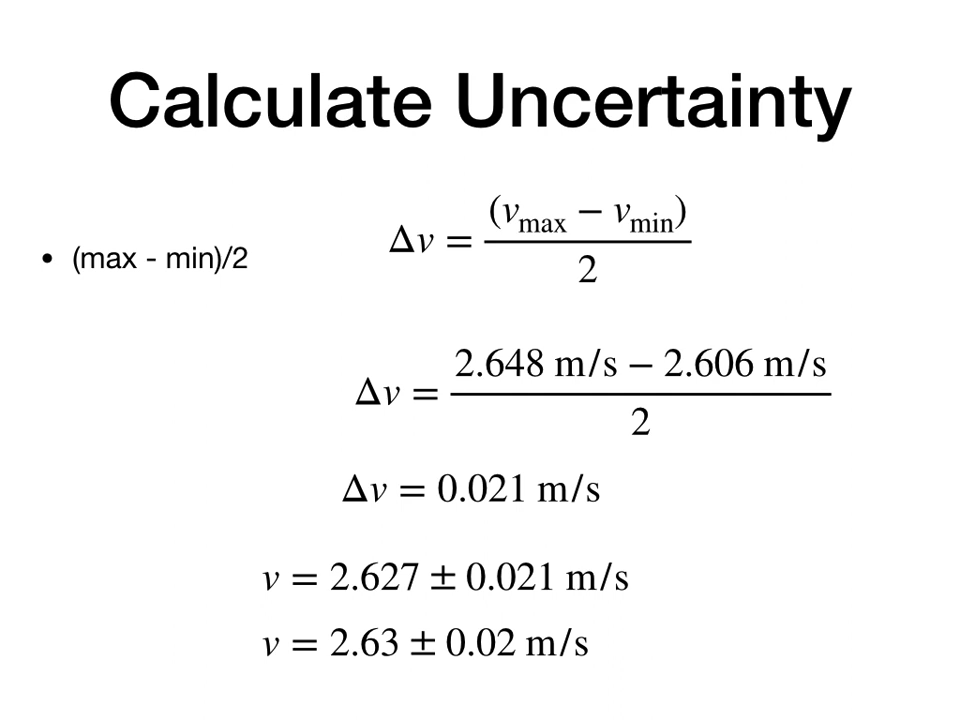 Calculate Uncertainty
• (max - min)/2
Δv = (v_max − v_min) / 2
Δv = 2.648 m/s − 2.606 m/s / 2
Δv = 0.021 m/s
v = 2.627 ± 0.021 m/s
v = 2.63 ± 0.02 m/s